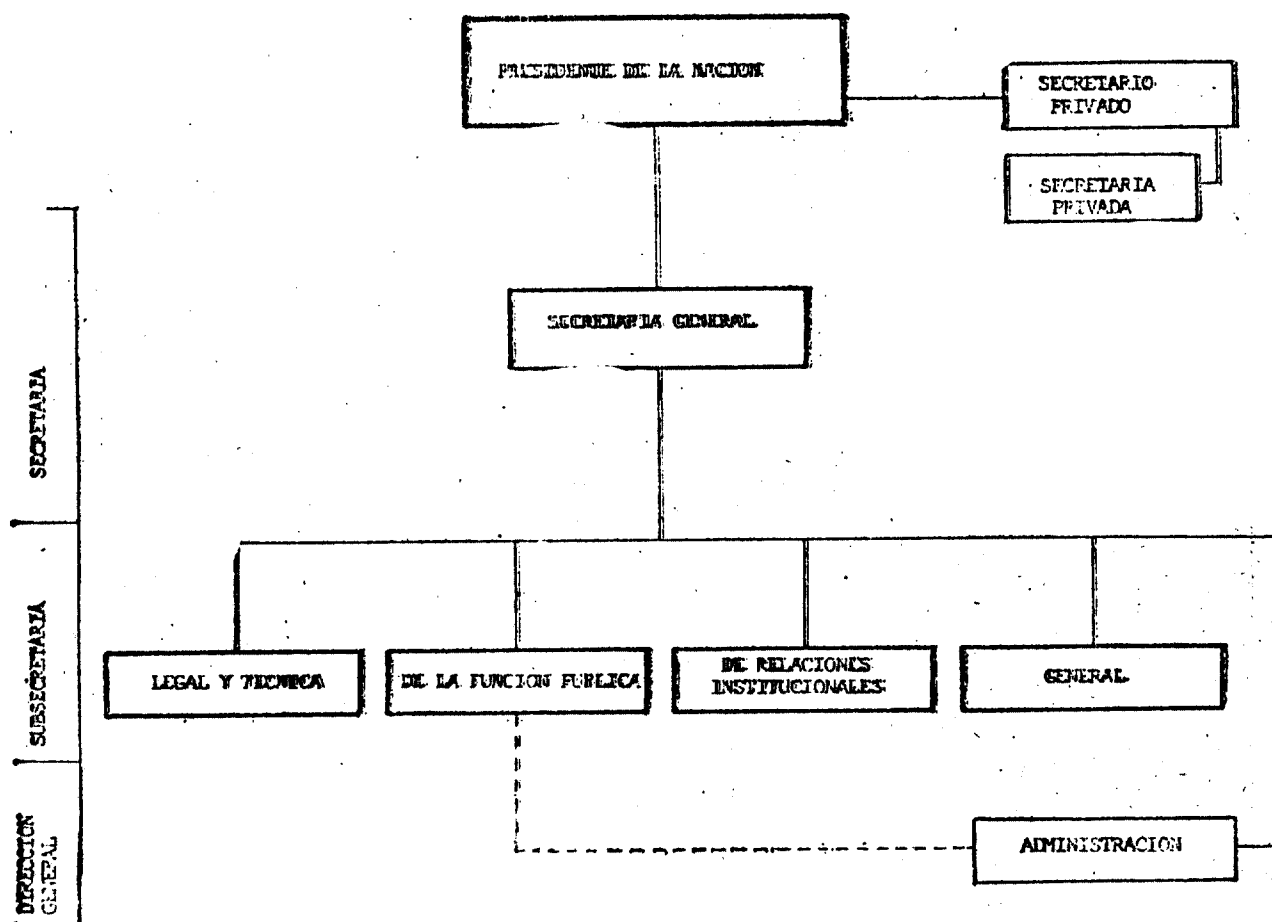 PRESIDENTE DE LA NACION
SECRETARIO
PRIVADO
SECRETARIA
PRIVADA
SECRETARIA GENERAL
SECRETARIA
SUBSECRETARIA
LEGAL Y TECNICA
DE LA FUNCION PUBLICA
DE RELACIONES
INSTITUCIONALES
GENERAL
DIRECCION
GENERAL
ADMINISTRACION